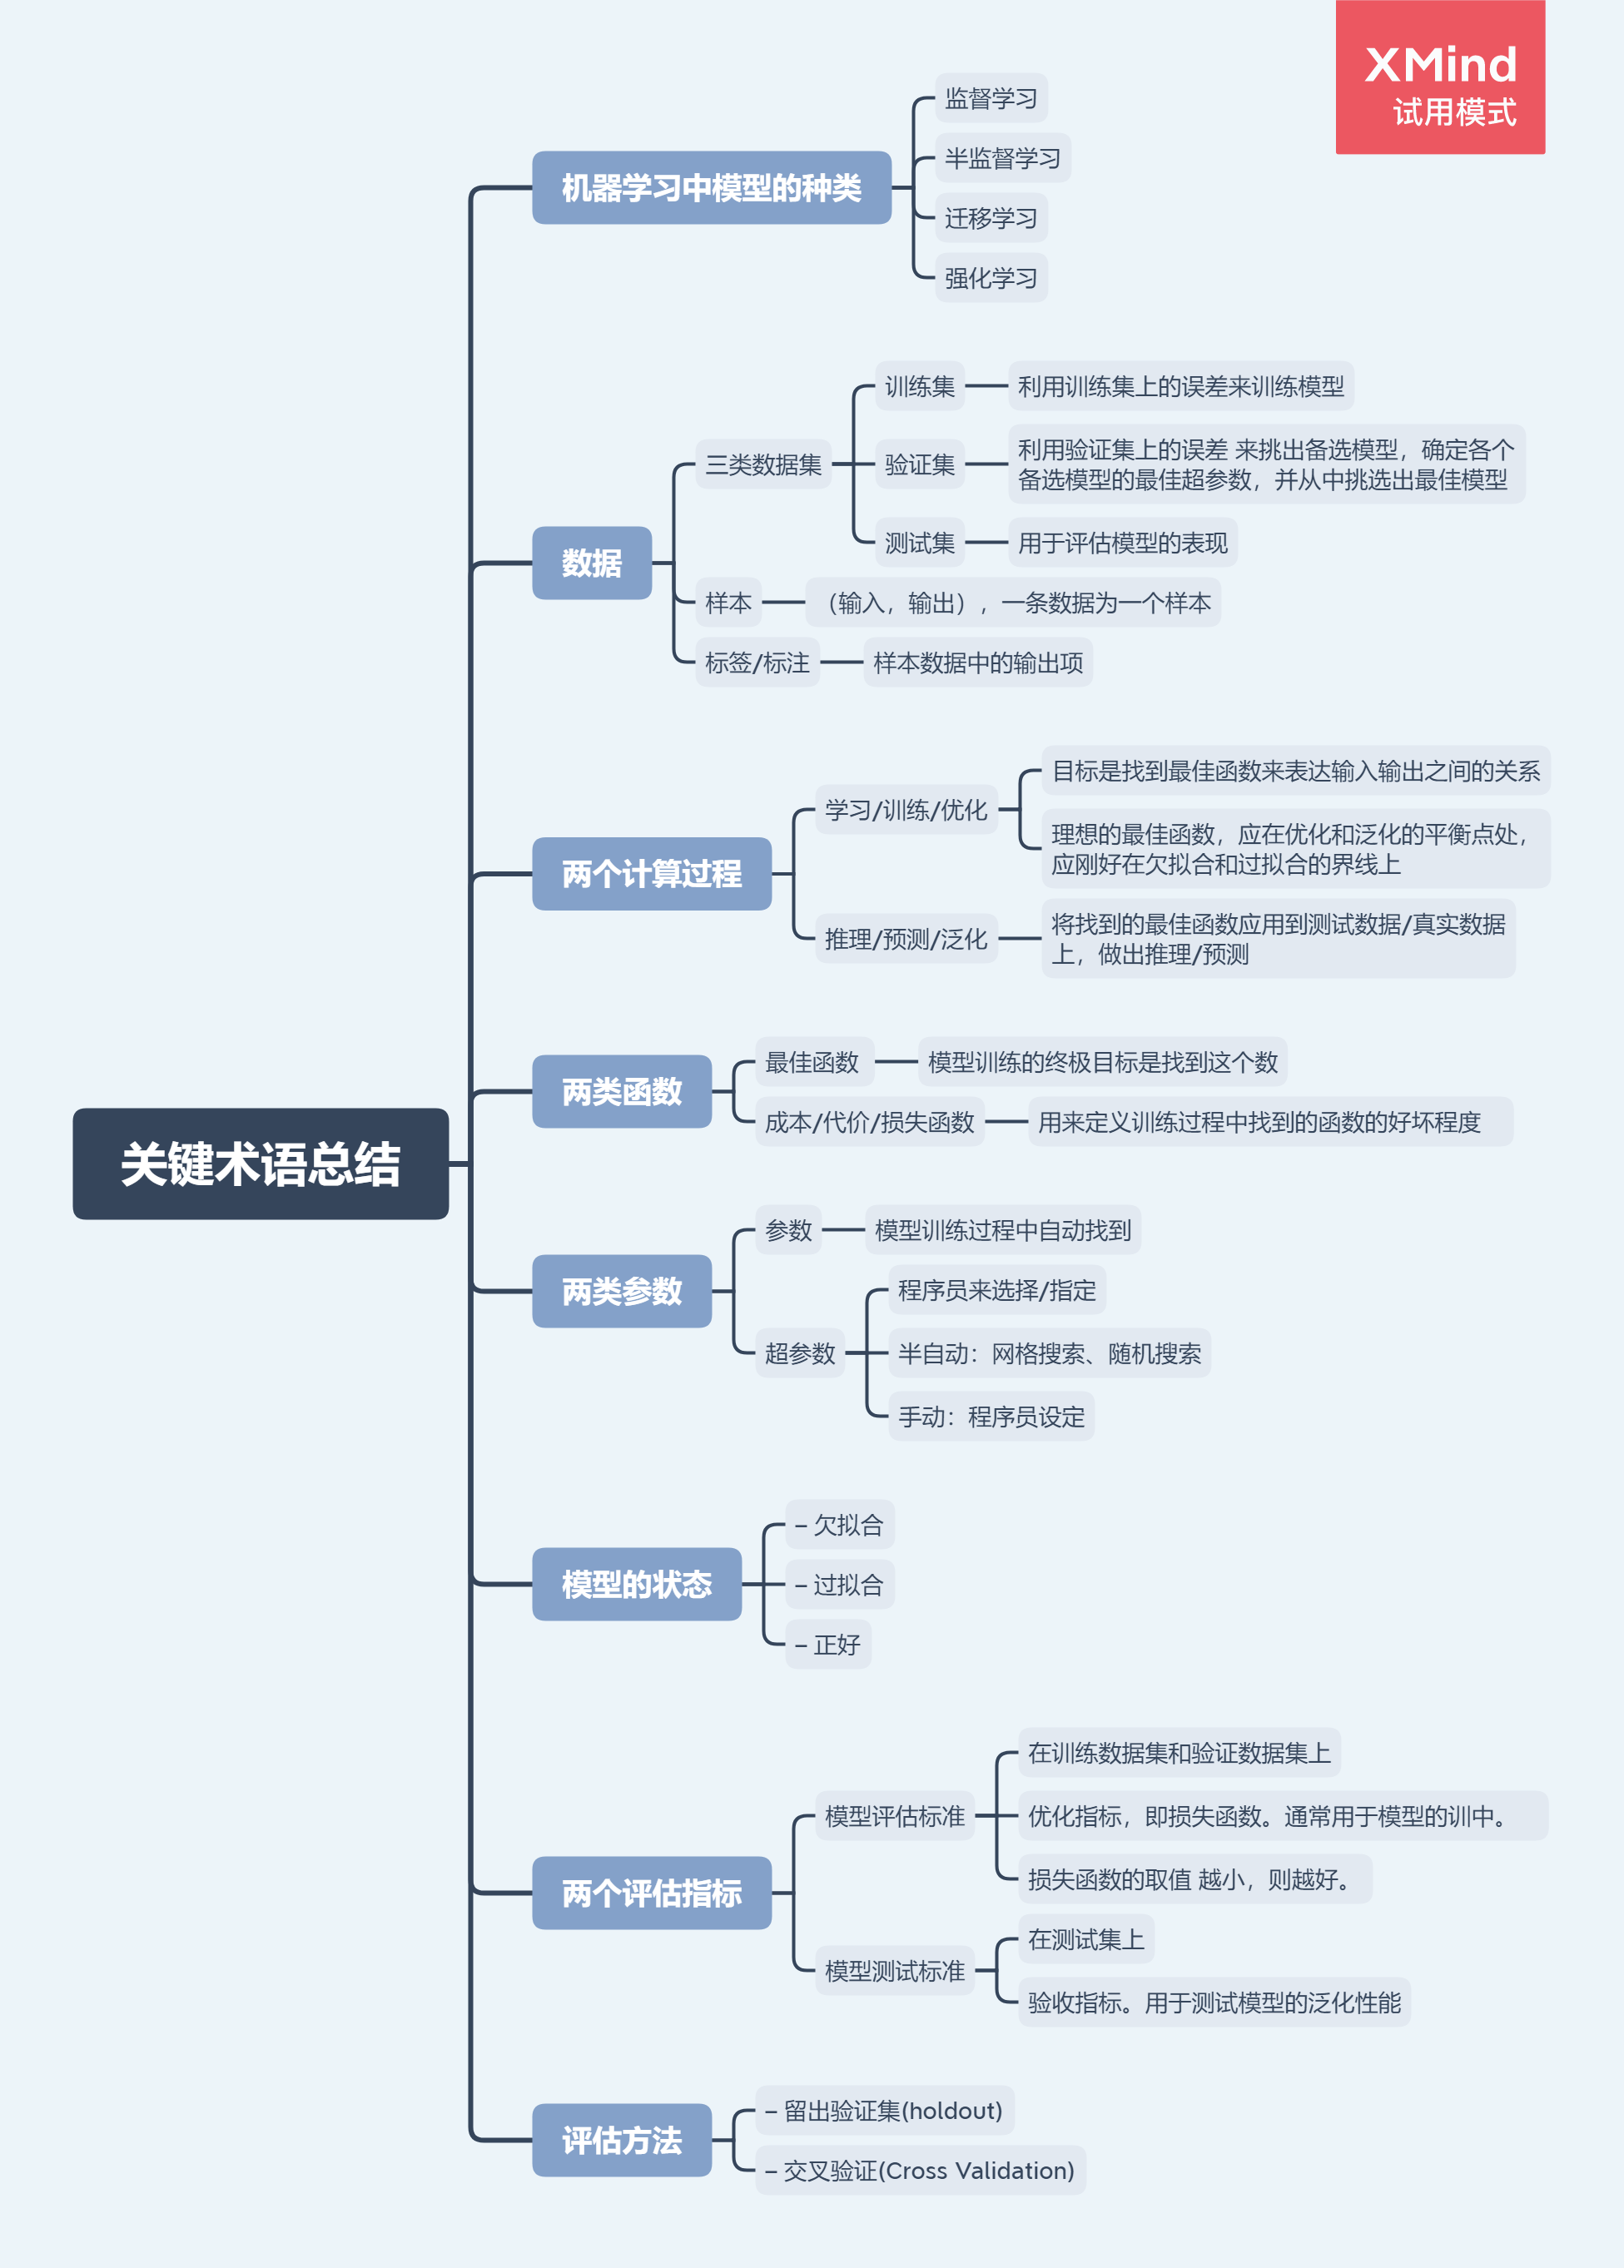 XMind
试用模式
关键术语总结
机器学习中模型的种类
监督学习
半监督学习
迁移学习
强化学习
数据
三类数据集
训练集
利用训练集上的误差来训练模型
验证集
利用验证集上的误差 来挑出备选模型，确定各个
备选模型的最佳超参数，并从中挑选出最佳模型
测试集
用于评估模型的表现
样本
（输入，输出），一条数据为一个样本
标签/标注
样本数据中的输出项
两个计算过程
学习/训练/优化
目标是找到最佳函数来表达输入输出之间的关系
理想的最佳函数，应在优化和泛化的平衡点处，
应刚好在欠拟合和过拟合的界线上
推理/预测/泛化
将找到的最佳函数应用到测试数据/真实数据
上，做出推理/预测
两类函数
最佳函数
模型训练的终极目标是找到这个数
成本/代价/损失函数
用来定义训练过程中找到的函数的好坏程度
两类参数
参数
模型训练过程中自动找到
超参数
程序员来选择/指定
半自动：网格搜索、随机搜索
手动：程序员设定
模型的状态
– 欠拟合
– 过拟合
– 正好
两个评估指标
模型评估标准
在训练数据集和验证数据集上
优化指标，即损失函数。通常用于模型的训中。
损失函数的取值 越小，则越好。
模型测试标准
在测试集上
验收指标。用于测试模型的泛化性能
评估方法
– 留出验证集(holdout)
– 交叉验证(Cross Validation)